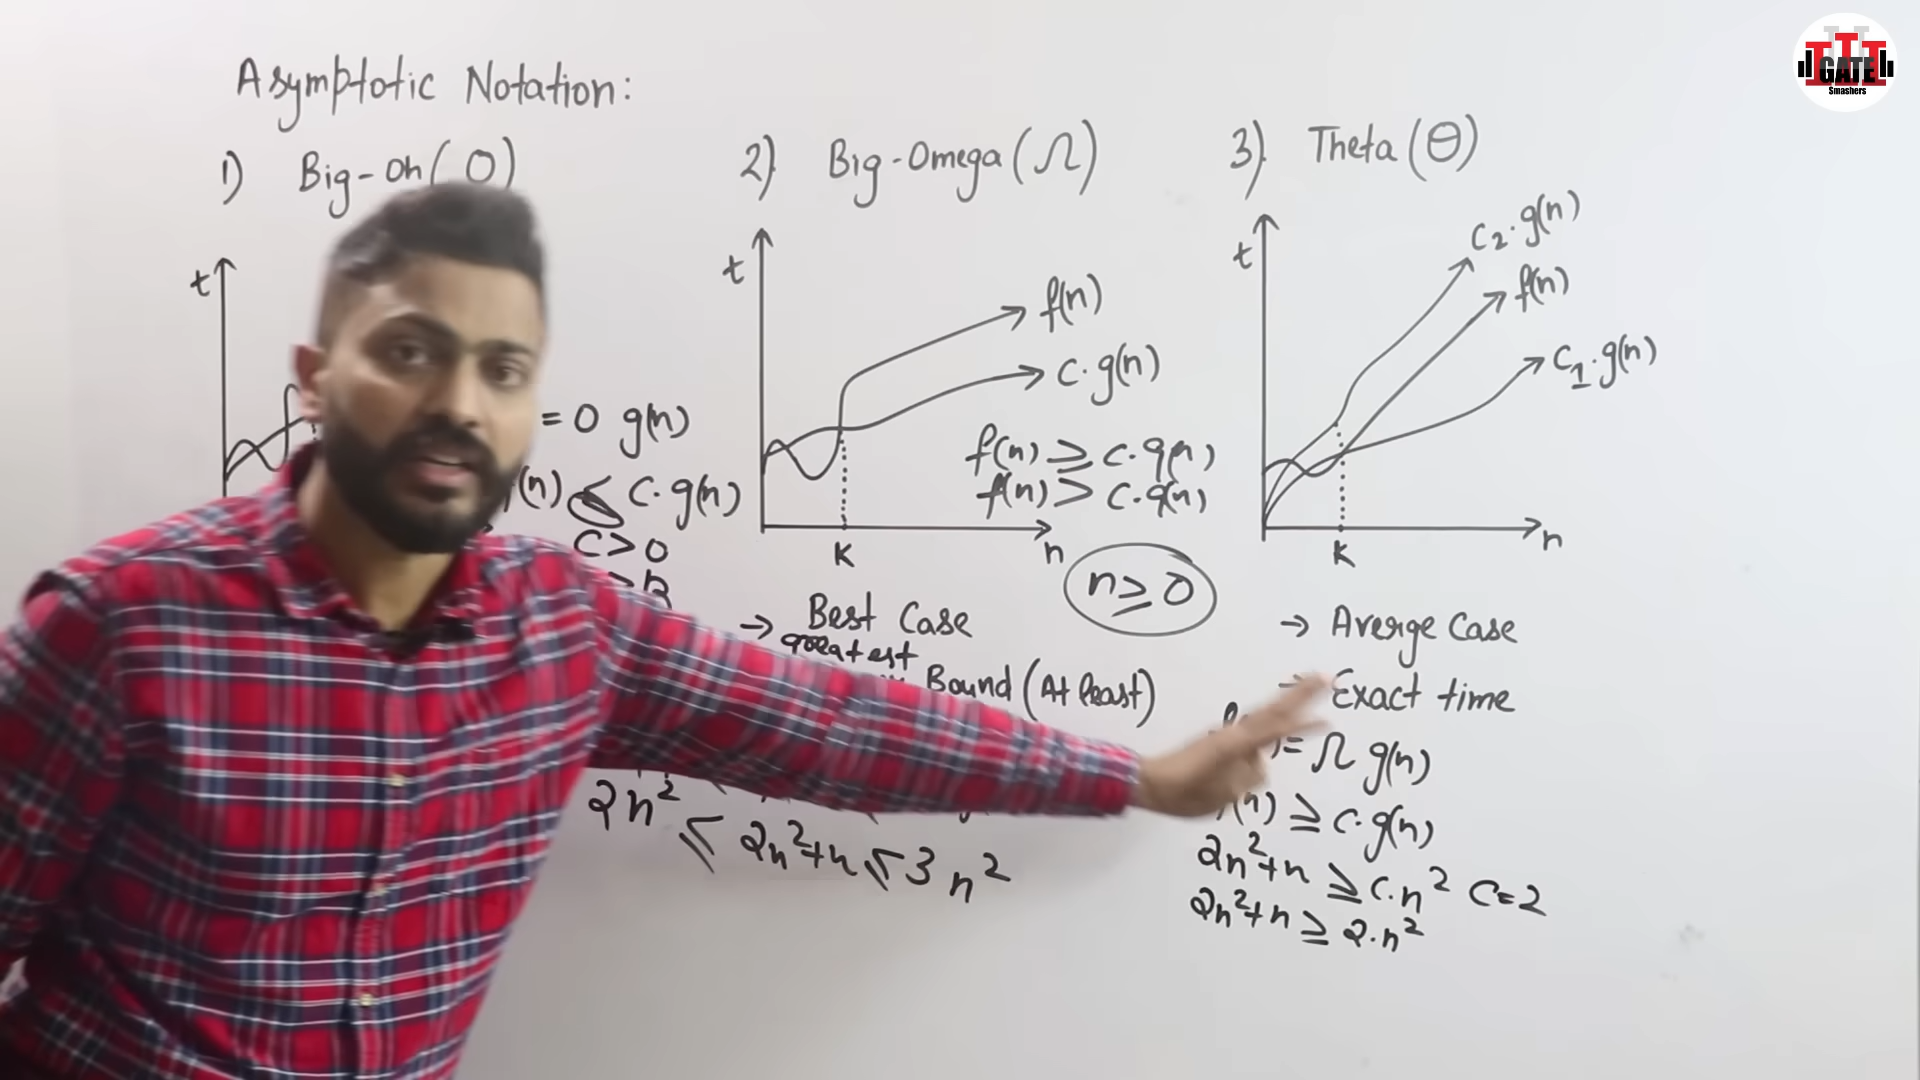 Asymptotic Notation:
1) Big-oh(O)
t
= O g(n)
(n) ≤ c.g(n)
C>0
2) Big-Omega(Ω)
t
f(n)
c.g(n)
f(n) ≥ c.g(n)
f(n) > c.g(n)
K
n
n≥0
→ Best Case
greatest
Bound (At least)
2n² ≤ 2n²+n ≤ 3n²
3) Theta(Θ)
t
C₂.g(n)
f(n)
C₁.g(n)
K
n
→ Averge Case
→ Exact time
= Ω g(n)
(n) ≥ c.g(n)
2n²+n ≥ c.n² C=2
2n²+n ≥ 2.n²
GATE
Smashers